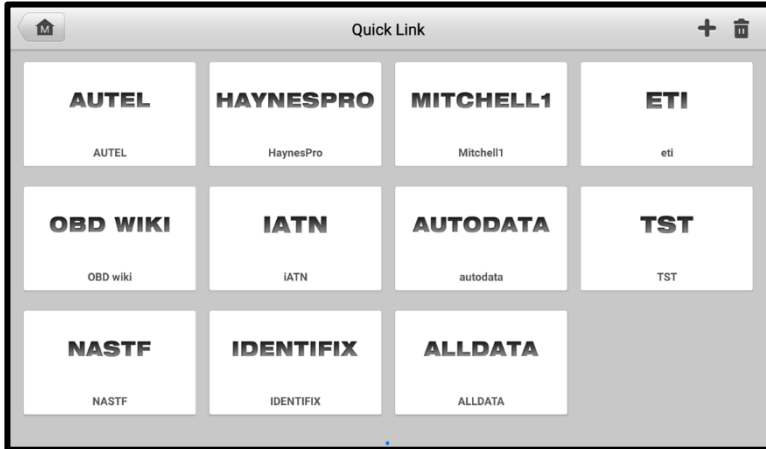 M
Quick Link
AUTEL
AUTEL
HAYNESPRO
HaynesPro
MITCHELL1
Mitchell1
ETI
eti
OBD WIKI
OBD wiki
IATN
iATN
AUTODATA
autodata
TST
TST
NASTF
NASTF
IDENTIFIX
IDENTIFIX
ALLDATA
ALLDATA